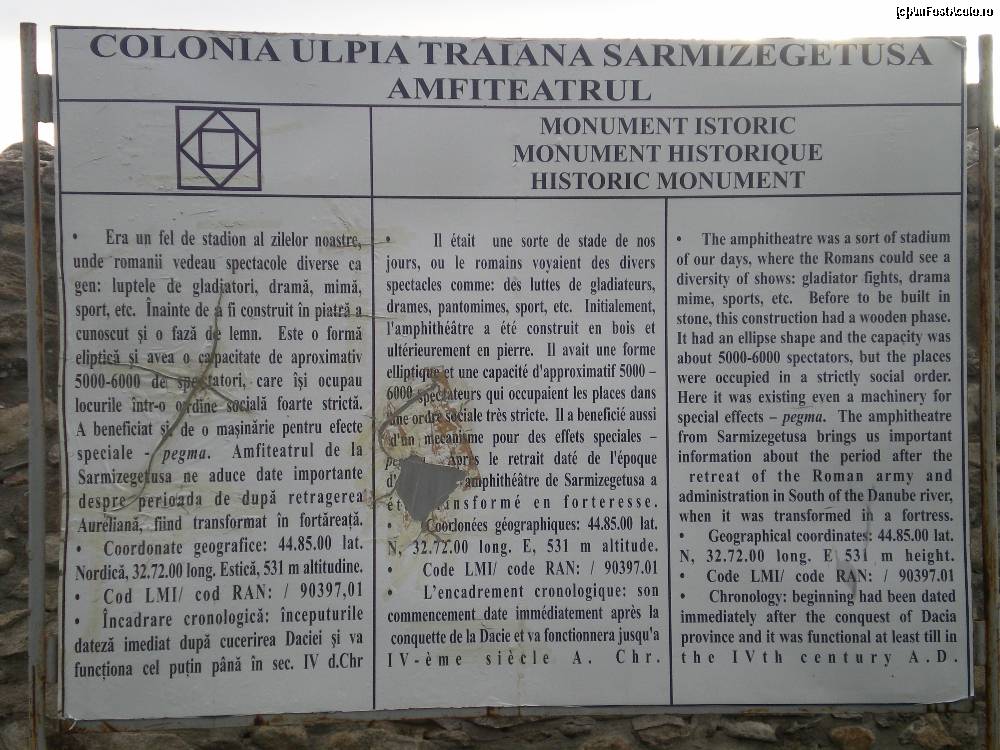 [c]AmFostAcolo.ro
COLONIA ULPIA TRAIANA SARMIZEGETUSA
AMFITEATRUL
MONUMENT ISTORIC
MONUMENT HISTORIQUE
HISTORIC MONUMENT
• Era un fel de stadion al zilelor noastre,
unde romanii vedeau spectacole diverse ca
gen: luptele de gladiatori, dramă, mimă,
sport, etc. Înainte de a fi construit în piatră a
cunoscut și o fază de lemn. Este o formă
eliptică și avea o capacitate de aproximativ
5000-6000 de spectatori, care își ocupau
locurile într-o ordine socială foarte strictă.
A beneficiat și de o mașinărie pentru efecte
speciale - pegma. Amfiteatrul de la
Sarmizegetusa ne aduce date importante
despre perioada de după retragerea
Aureliană, fiind transformat în fortăreață.
• Coordonate geografice: 44.85.00 lat.
Nordică, 32.72.00 long. Estică, 531 m altitudine.
• Cod LMI/ cod RAN: / 90397,01
• Încadrare cronologică: începuturile
datează imediat după cucerirea Daciei și va
funcționa cel puțin până în sec. IV d.Chr
• Il était une sorte de stade de nos
jours, ou le romains voyaient des divers
spectacles comme: des luttes de gladiateurs,
drames, pantomimes, sport, etc. Initialement,
l'amphithéâtre a été construit en bois et
ultérieurement en pierre. Il avait une forme
elliptique et une capacité d'approximatif 5000 –
6000 spectateurs qui occupaient les places dans
une ordre sociale très stricte. Il a beneficié aussi
d'un mecanisme pour des effets speciales –
après le retrait daté de l'époque
amphithéâtre de Sarmizegetusa a
en forteresse.
• Coordonées géographiques: 44.85.00 lat.
N, 32.72.00 long. E, 531 m altitude.
• Code LMI/ code RAN: / 90397.01
• L'encadrement cronologique: son
commencement date immédiatement après la
conquette de la Dacie et va fonctionnera jusqu'a
IV-ème siècle A. Chr.
• The amphitheatre was a sort of stadium
of our days, where the Romans could see a
diversity of shows: gladiator fights, drama
mime, sports, etc. Before to be built in
stone, this construction had a wooden phase.
It had an ellipse shape and the capacity was
about 5000-6000 spectators, but the places
were occupied in a strictly social order.
Here it was existing even a machinery for
special effects – pegma. The amphitheatre
from Sarmizegetusa brings us important
information about the period after the
retreat of the Roman army and
administration in South of the Danube river,
when it was transformed in a fortress.
• Geographical coordinates: 44.85.00 lat.
N, 32.72.00 long. E 531 m height.
• Code LMI/ code RAN: / 90397.01
• Chronology: beginning had been dated
immediately after the conquest of Dacia
province and it was functional at least till in
the IVth century A.D.